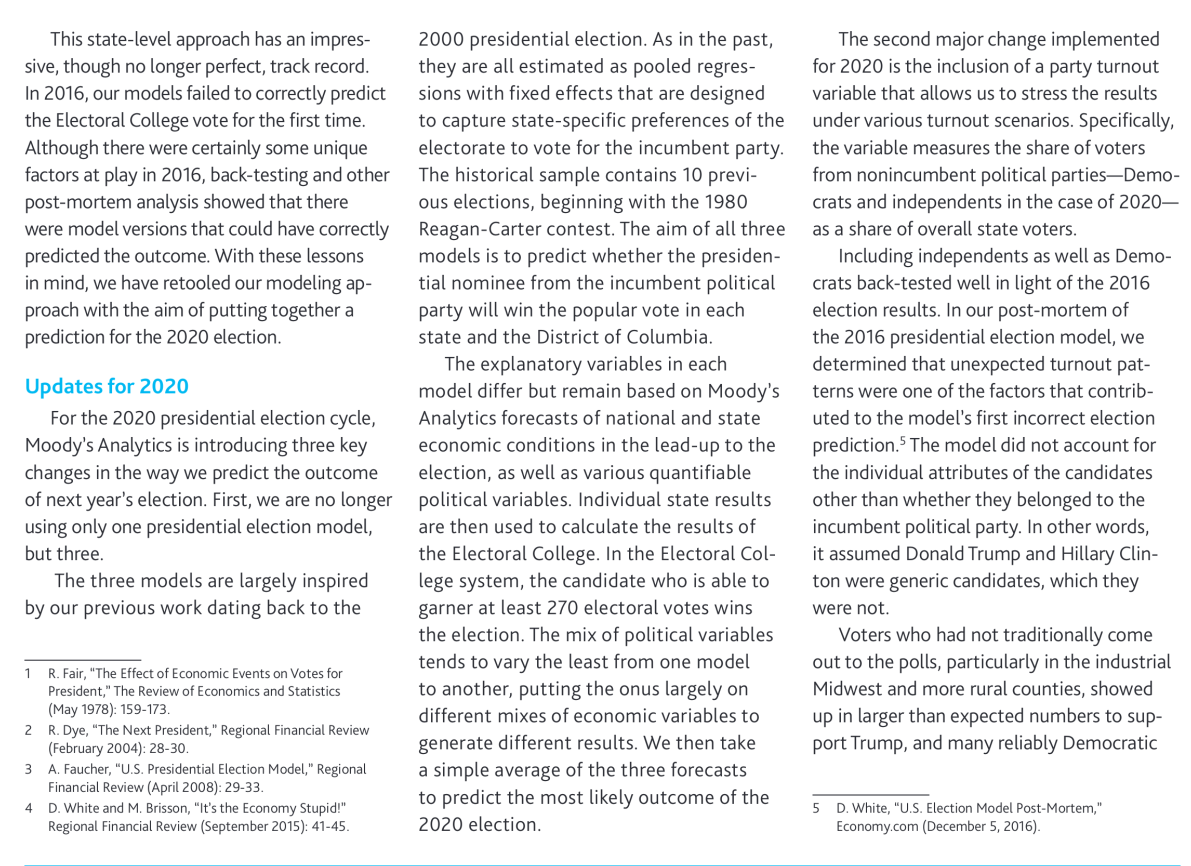 This state-level approach has an impres-
sive, though no longer perfect, track record.
In 2016, our models failed to correctly predict
the Electoral College vote for the first time.
Although there were certainly some unique
factors at play in 2016, back-testing and other
post-mortem analysis showed that there
were model versions that could have correctly
predicted the outcome. With these lessons
in mind, we have retooled our modeling ap-
proach with the aim of putting together a
prediction for the 2020 election.
Updates for 2020
For the 2020 presidential election cycle,
Moody's Analytics is introducing three key
changes in the way we predict the outcome
of next year's election. First, we are no longer
using only one presidential election model,
but three.
The three models are largely inspired
by our previous work dating back to the
1 R. Fair, "The Effect of Economic Events on Votes for
President," The Review of Economics and Statistics
(May 1978): 159-173.
2 R. Dye, "The Next President," Regional Financial Review
(February 2004): 28-30.
3 A. Faucher, "U.S. Presidential Election Model," Regional
Financial Review (April 2008): 29-33.
4 D. White and M. Brisson, "It's the Economy Stupid!"
Regional Financial Review (September 2015): 41-45.
2000 presidential election. As in the past,
they are all estimated as pooled regres-
sions with fixed effects that are designed
to capture state-specific preferences of the
electorate to vote for the incumbent party.
The historical sample contains 10 previ-
ous elections, beginning with the 1980
Reagan-Carter contest. The aim of all three
models is to predict whether the presiden-
tial nominee from the incumbent political
party will win the popular vote in each
state and the District of Columbia.
The explanatory variables in each
model differ but remain based on Moody's
Analytics forecasts of national and state
economic conditions in the lead-up to the
election, as well as various quantifiable
political variables. Individual state results
are then used to calculate the results of
the Electoral College. In the Electoral Col-
lege system, the candidate who is able to
garner at least 270 electoral votes wins
the election. The mix of political variables
tends to vary the least from one model
to another, putting the onus largely on
different mixes of economic variables to
generate different results. We then take
a simple average of the three forecasts
to predict the most likely outcome of the
2020 election.
The second major change implemented
for 2020 is the inclusion of a party turnout
variable that allows us to stress the results
under various turnout scenarios. Specifically,
the variable measures the share of voters
from nonincumbent political parties—Demo-
crats and independents in the case of 2020—
as a share of overall state voters.
Including independents as well as Demo-
crats back-tested well in light of the 2016
election results. In our post-mortem of
the 2016 presidential election model, we
determined that unexpected turnout pat-
terns were one of the factors that contrib-
uted to the model's first incorrect election
prediction.5 The model did not account for
the individual attributes of the candidates
other than whether they belonged to the
incumbent political party. In other words,
it assumed Donald Trump and Hillary Clin-
ton were generic candidates, which they
were not.
Voters who had not traditionally come
out to the polls, particularly in the industrial
Midwest and more rural counties, showed
up in larger than expected numbers to sup-
port Trump, and many reliably Democratic
5 D. White, "U.S. Election Model Post-Mortem,"
Economy.com (December 5, 2016).